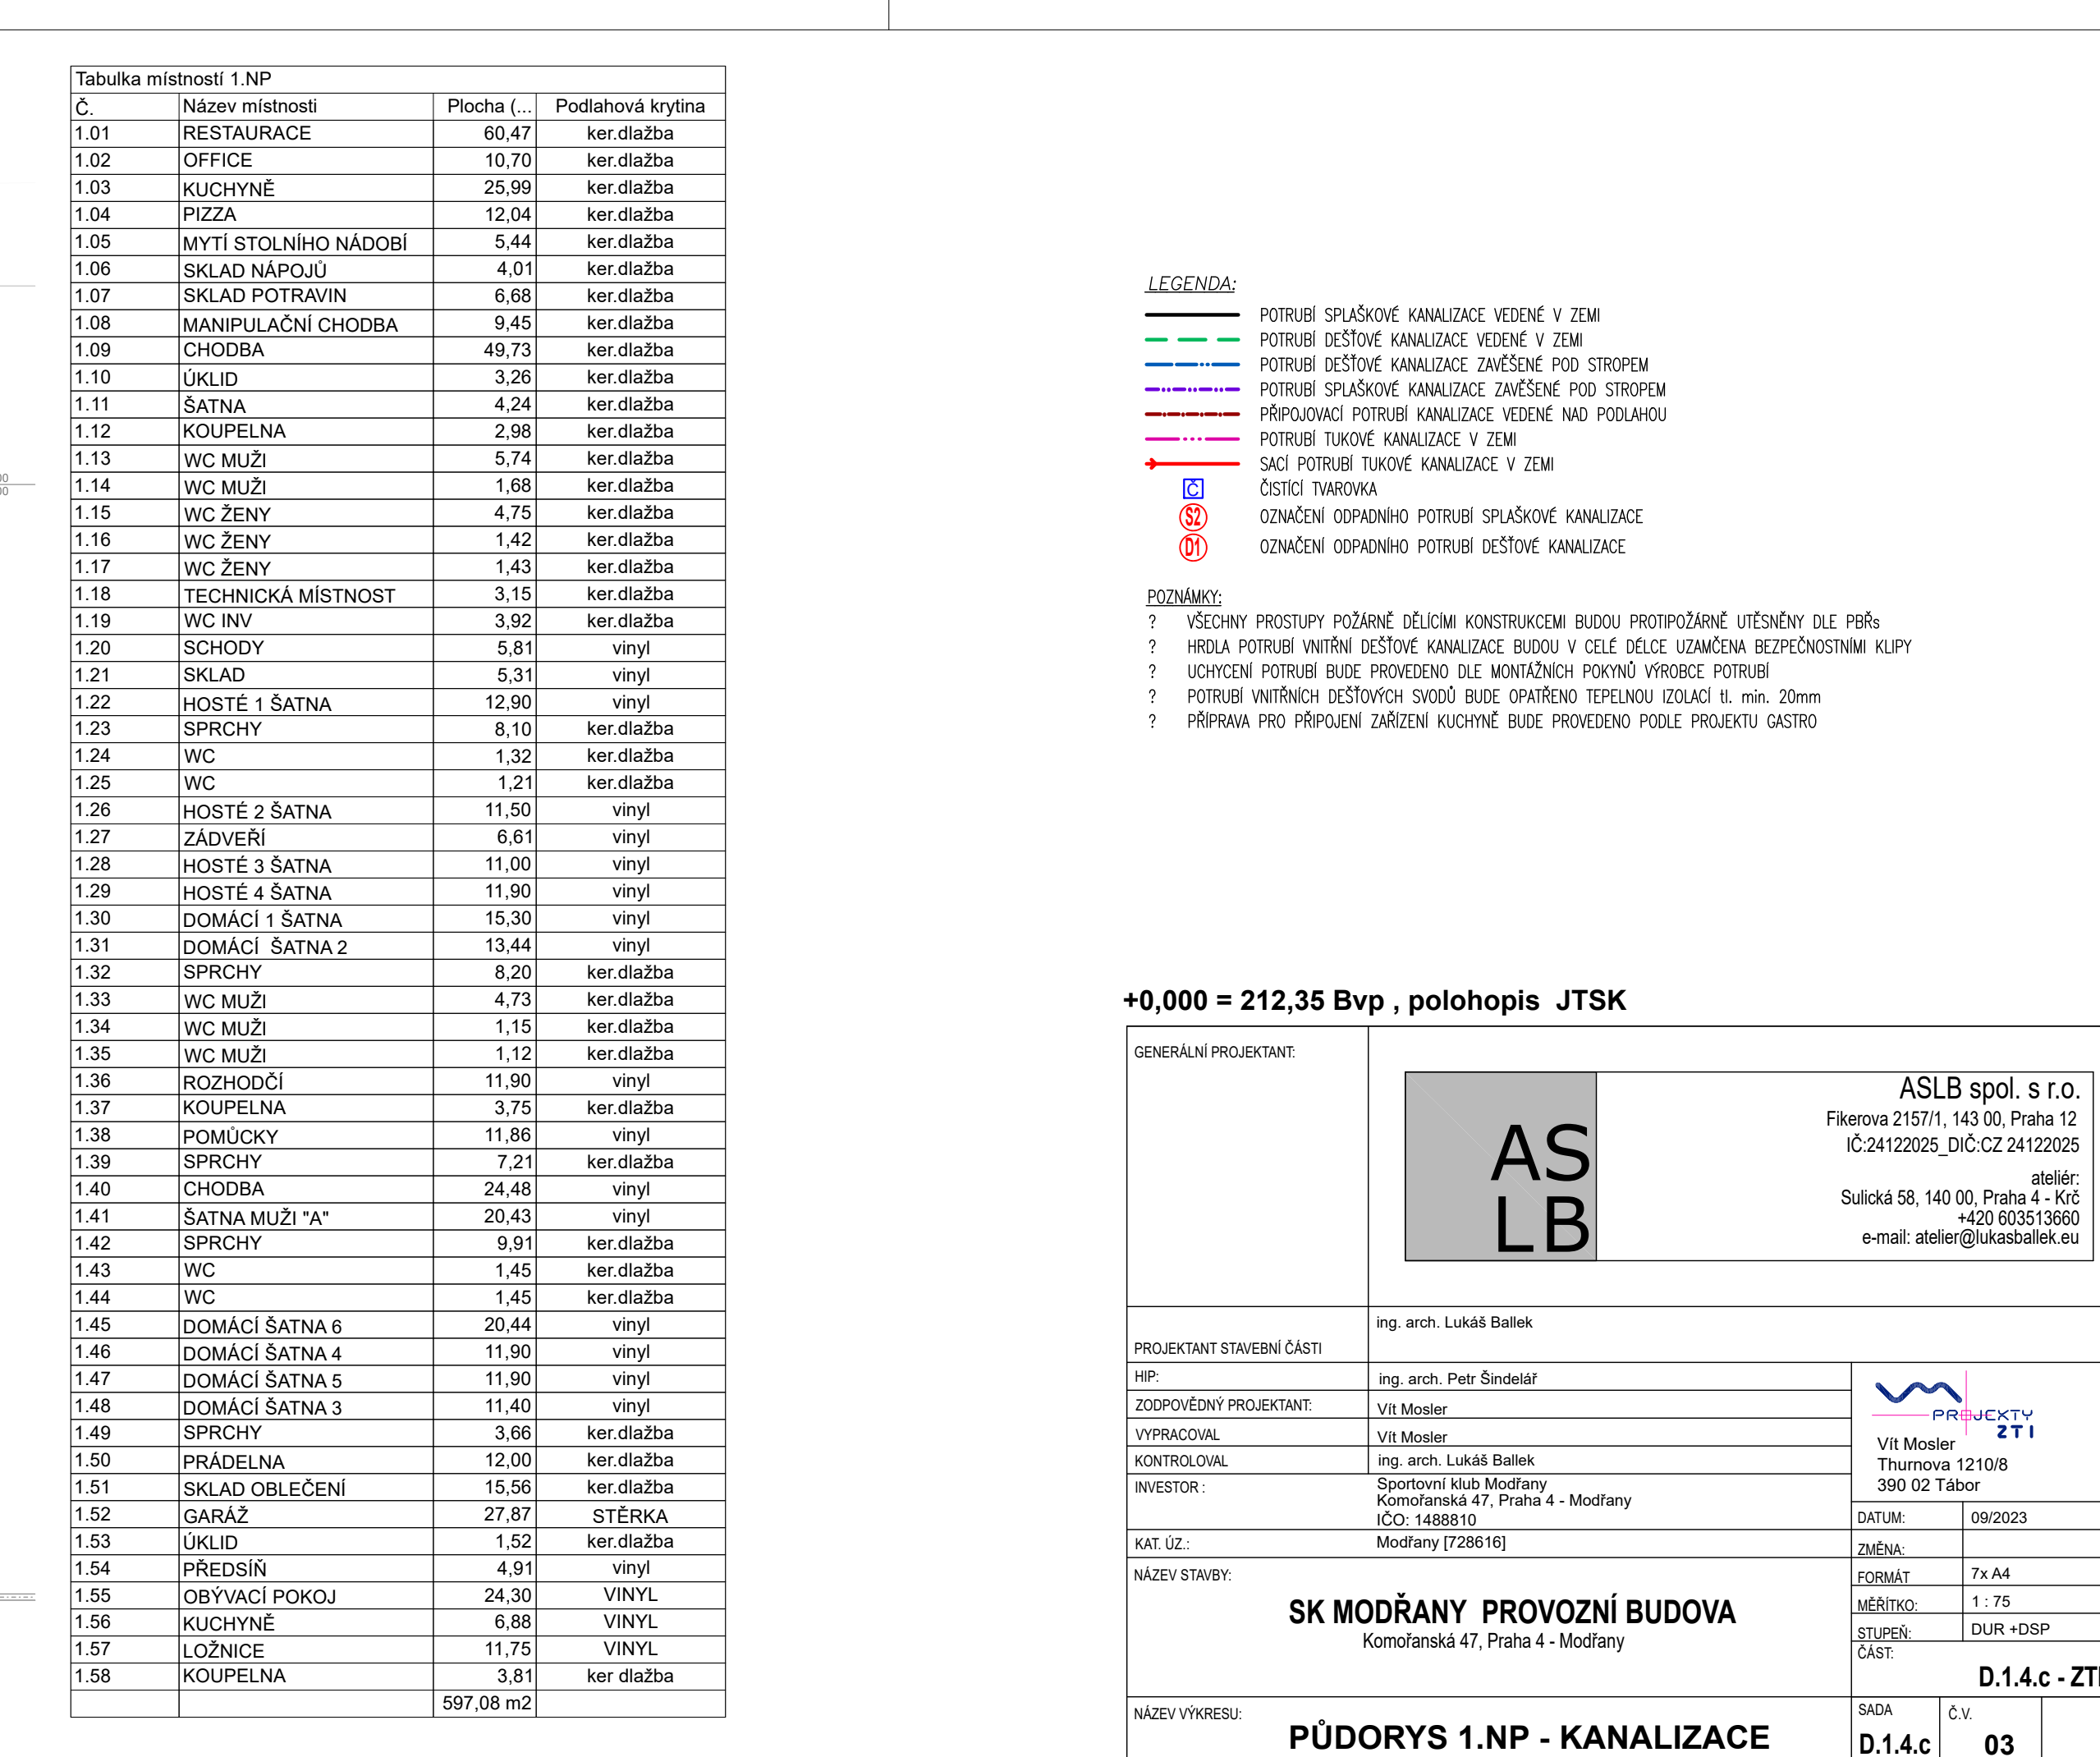 Tabulka místností 1.NP
Č. Název místnosti Plocha (... Podlahová krytina
1.01 RESTAURACE 60,47 ker.dlažba
1.02 OFFICE 10,70 ker.dlažba
1.03 KUCHYNĚ 25,99 ker.dlažba
1.04 PIZZA 12,04 ker.dlažba
1.05 MYTÍ STOLNÍHO NÁDOBÍ 5,44 ker.dlažba
1.06 SKLAD NÁPOJŮ 4,01 ker.dlažba
1.07 SKLAD POTRAVIN 6,68 ker.dlažba
1.08 MANIPULAČNÍ CHODBA 9,45 ker.dlažba
1.09 CHODBA 49,73 ker.dlažba
1.10 ÚKLID 3,26 ker.dlažba
1.11 ŠATNA 4,24 ker.dlažba
1.12 KOUPELNA 2,98 ker.dlažba
1.13 WC MUŽI 5,74 ker.dlažba
1.14 WC MUŽI 1,68 ker.dlažba
1.15 WC ŽENY 4,75 ker.dlažba
1.16 WC ŽENY 1,42 ker.dlažba
1.17 WC ŽENY 1,43 ker.dlažba
1.18 TECHNICKÁ MÍSTNOST 3,15 ker.dlažba
1.19 WC INV 3,92 ker.dlažba
1.20 SCHODY 5,81 vinyl
1.21 SKLAD 5,31 vinyl
1.22 HOSTÉ 1 ŠATNA 12,90 vinyl
1.23 SPRCHY 8,10 ker.dlažba
1.24 WC 1,32 ker.dlažba
1.25 WC 1,21 ker.dlažba
1.26 HOSTÉ 2 ŠATNA 11,50 vinyl
1.27 ZÁDVEŘÍ 6,61 vinyl
1.28 HOSTÉ 3 ŠATNA 11,00 vinyl
1.29 HOSTÉ 4 ŠATNA 11,90 vinyl
1.30 DOMÁCÍ 1 ŠATNA 15,30 vinyl
1.31 DOMÁCÍ ŠATNA 2 13,44 vinyl
1.32 SPRCHY 8,20 ker.dlažba
1.33 WC MUŽI 4,73 ker.dlažba
1.34 WC MUŽI 1,15 ker.dlažba
1.35 WC MUŽI 1,12 ker.dlažba
1.36 ROZHODČÍ 11,90 vinyl
1.37 KOUPELNA 3,75 ker.dlažba
1.38 POMŮCKY 11,86 vinyl
1.39 SPRCHY 7,21 ker.dlažba
1.40 CHODBA 24,48 vinyl
1.41 ŠATNA MUŽI "A" 20,43 vinyl
1.42 SPRCHY 9,91 ker.dlažba
1.43 WC 1,45 ker.dlažba
1.44 WC 1,45 ker.dlažba
1.45 DOMÁCÍ ŠATNA 6 20,44 vinyl
1.46 DOMÁCÍ ŠATNA 4 11,90 vinyl
1.47 DOMÁCÍ ŠATNA 5 11,90 vinyl
1.48 DOMÁCÍ ŠATNA 3 11,40 vinyl
1.49 SPRCHY 3,66 ker.dlažba
1.50 PRÁDELNA 12,00 ker.dlažba
1.51 SKLAD OBLEČENÍ 15,56 ker.dlažba
1.52 GARÁŽ 27,87 STĚRKA
1.53 ÚKLID 1,52 ker.dlažba
1.54 PŘEDSÍŇ 4,91 vinyl
1.55 OBÝVACÍ POKOJ 24,30 VINYL
1.56 KUCHYNĚ 6,88 VINYL
1.57 LOŽNICE 11,75 VINYL
1.58 KOUPELNA 3,81 ker dlažba
597,08 m2
LEGENDA:
POTRUBÍ SPLAŠKOVÉ KANALIZACE VEDENÉ V ZEMI
POTRUBÍ DEŠŤOVÉ KANALIZACE VEDENÉ V ZEMI
POTRUBÍ DEŠŤOVÉ KANALIZACE ZAVĚŠENÉ POD STROPEM
POTRUBÍ SPLAŠKOVÉ KANALIZACE ZAVĚŠENÉ POD STROPEM
PŘIPOJOVACÍ POTRUBÍ KANALIZACE VEDENÉ NAD PODLAHOU
POTRUBÍ TUKOVÉ KANALIZACE V ZEMI
SACÍ POTRUBÍ TUKOVÉ KANALIZACE V ZEMI
Č ČISTÍCÍ TVAROVKA
S2 OZNAČENÍ ODPADNÍHO POTRUBÍ SPLAŠKOVÉ KANALIZACE
D1 OZNAČENÍ ODPADNÍHO POTRUBÍ DEŠŤOVÉ KANALIZACE
POZNÁMKY:
? VŠECHNY PROSTUPY POŽÁRNĚ DĚLÍCÍMI KONSTRUKCEMI BUDOU PROTIPOŽÁRNĚ UTĚSNĚNY DLE PBŘs
? HRDLA POTRUBÍ VNITŘNÍ DEŠŤOVÉ KANALIZACE BUDOU V CELÉ DÉLCE UZAMČENA BEZPEČNOSTNÍMI KLIPY
? UCHYCENÍ POTRUBÍ BUDE PROVEDENO DLE MONTÁŽNÍCH POKYNŮ VÝROBCE POTRUBÍ
? POTRUBÍ VNITŘNÍCH DEŠŤOVÝCH SVODŮ BUDE OPATŘENO TEPELNOU IZOLACÍ tl. min. 20mm
? PŘÍPRAVA PRO PŘIPOJENÍ ZAŘÍZENÍ KUCHYNĚ BUDE PROVEDENO PODLE PROJEKTU GASTRO
+0,000 = 212,35 Bvp , polohopis JTSK
GENERÁLNÍ PROJEKTANT:
AS
LB
ASLB spol. s r.o.
Fikerova 2157/1, 143 00, Praha 12
IČ:24122025_DIČ:CZ 24122025
ateliér:
Sulická 58, 140 00, Praha 4 - Krč
+420 603513660
e-mail: atelier@lukasballek.eu
PROJEKTANT STAVEBNÍ ČÁSTI ing. arch. Lukáš Ballek
HIP: ing. arch. Petr Šindelář
ZODPOVĚDNÝ PROJEKTANT: Vít Mosler
VYPRACOVAL Vít Mosler
KONTROLOVAL ing. arch. Lukáš Ballek
INVESTOR : Sportovní klub Modřany
Komořanská 47, Praha 4 - Modřany
IČO: 1488810
KAT. ÚZ.: Modřany [728616]
PROJEKTY
ZTI
Vít Mosler
Thurnova 1210/8
390 02 Tábor
DATUM: 09/2023
ZMĚNA:
FORMÁT 7x A4
MĚŘÍTKO: 1 : 75
STUPEŇ: DUR +DSP
ČÁST:
D.1.4.c - ZT
NÁZEV STAVBY:
SK MODŘANY PROVOZNÍ BUDOVA
Komořanská 47, Praha 4 - Modřany
NÁZEV VÝKRESU:
PŮDORYS 1.NP - KANALIZACE
SADA Č.V.
D.1.4.c 03